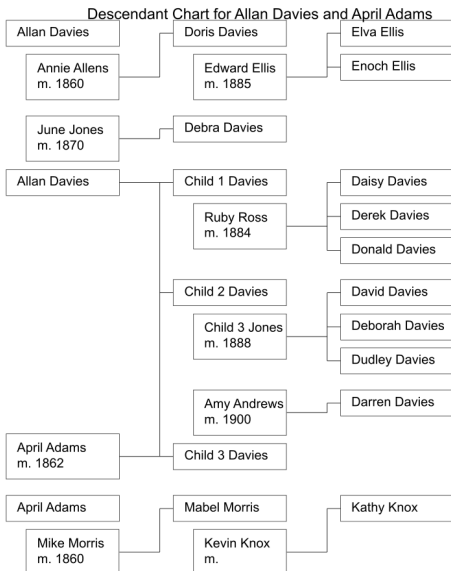 Descendant Chart for Allan Davies and April Adams
Allan Davies
Doris Davies
Elva Ellis
Annie Allens
m. 1860
Edward Ellis
m. 1885
Enoch Ellis
June Jones
m. 1870
Debra Davies
Allan Davies
Child 1 Davies
Daisy Davies
Ruby Ross
m. 1884
Derek Davies
Donald Davies
Child 2 Davies
David Davies
Child 3 Jones
m. 1888
Deborah Davies
Dudley Davies
Amy Andrews
m. 1900
Darren Davies
April Adams
m. 1862
Child 3 Davies
April Adams
Mabel Morris
Kathy Knox
Mike Morris
m. 1860
Kevin Knox
m.